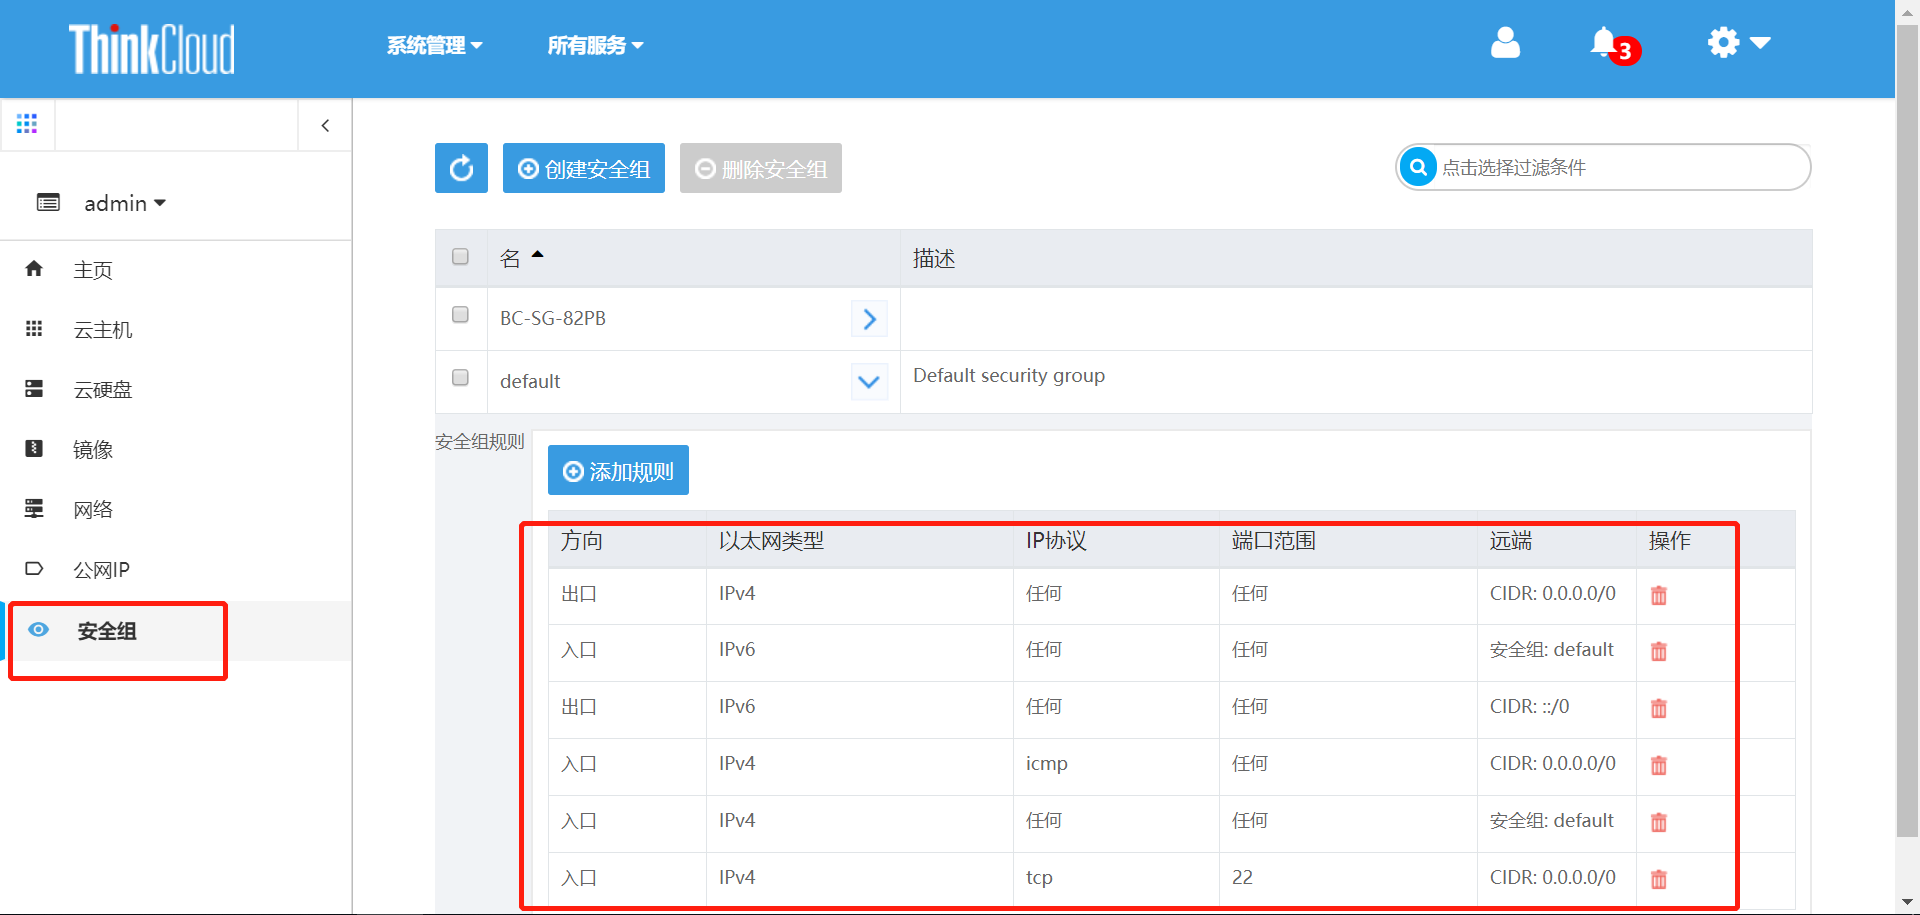 ThinkCloud 系统管理 所有服务 3
admin
主页
云主机
云硬盘
镜像
网络
公网IP
安全组
创建安全组 删除安全组 点击选择过滤条件
名 描述
BC-SG-82PB
default Default security group
安全组规则
添加规则
方向 以太网类型 IP协议 端口范围 远端 操作
出口 IPv4 任何 任何 CIDR: 0.0.0.0/0
入口 IPv6 任何 任何 安全组: default
出口 IPv6 任何 任何 CIDR: ::/0
入口 IPv4 icmp 任何 CIDR: 0.0.0.0/0
入口 IPv4 任何 任何 安全组: default
入口 IPv4 tcp 22 CIDR: 0.0.0.0/0